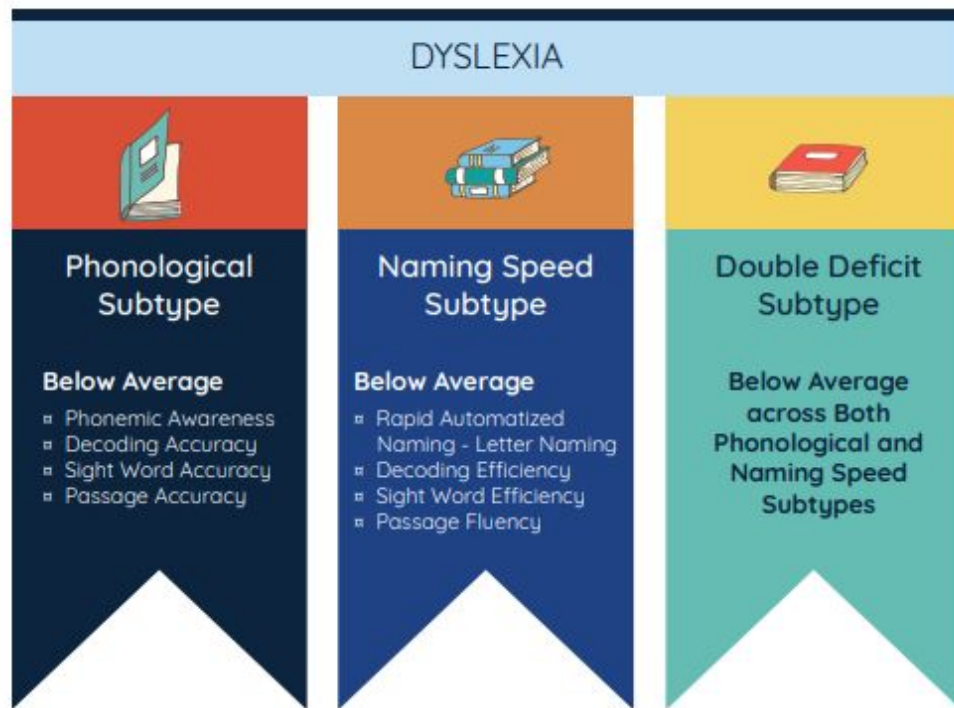 DYSLEXIA
Phonological
Subtype
Below Average
¤ Phonemic Awareness
¤ Decoding Accuracy
¤ Sight Word Accuracy
¤ Passage Accuracy
Naming Speed
Subtype
Below Average
¤ Rapid Automatized
Naming - Letter Naming
¤ Decoding Efficiency
¤ Sight Word Efficiency
¤ Passage Fluency
Double Deficit
Subtype
Below Average
across Both
Phonological and
Naming Speed
Subtypes